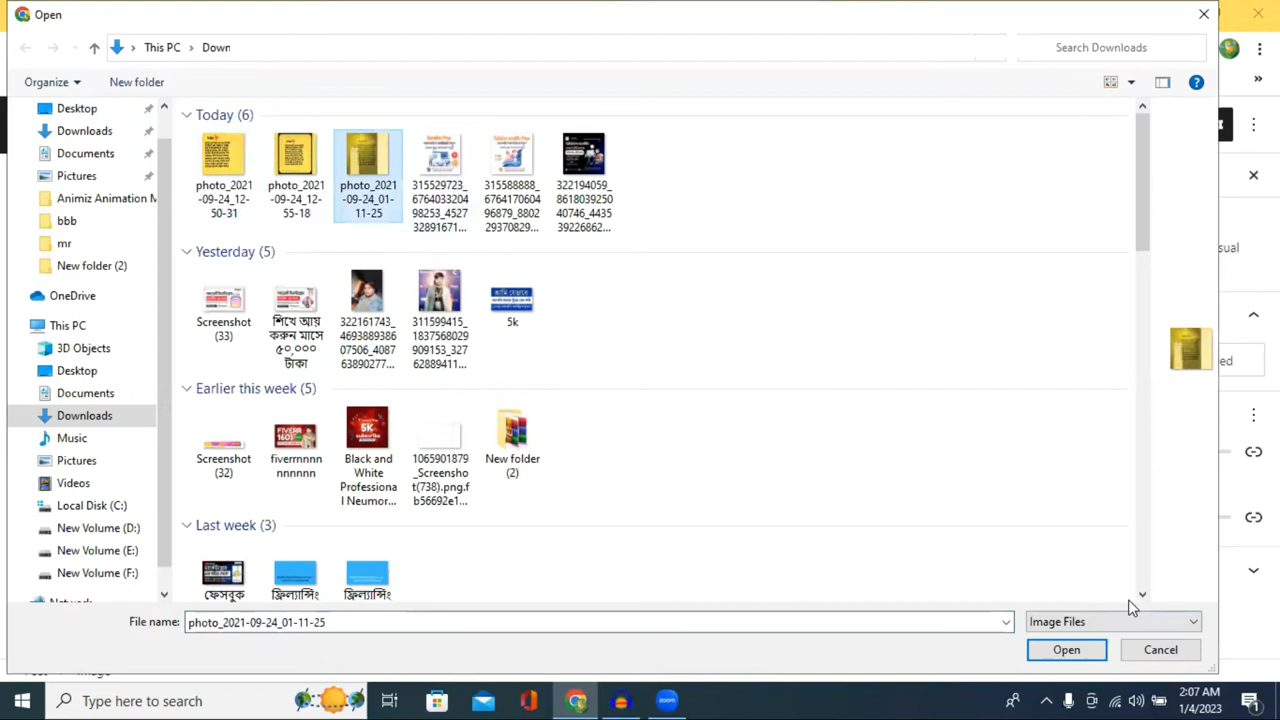 Open
This PC > Down
Search Downloads
Organize
New folder
Desktop
Downloads
Documents
Pictures
Animiz Animation M
bbb
mr
New folder (2)
OneDrive
This PC
3D Objects
Desktop
Documents
Downloads
Music
Pictures
Videos
Local Disk (C:)
New Volume (D:)
New Volume (E:)
New Volume (F:)
Today (6)
photo_2021
-09-24_12-
50-31
photo_2021
-09-24_12-
55-18
photo_2021
-09-24_01-
11-25
315529723_
6764033204
98253_4527
32891671...
315588888_
6764170604
96879_8802
29370829...
322194059_
8618039250
40746_4435
39226862...
Yesterday (5)
Screenshot
(33)
শিখে আয়
করুন মাসে
৫০,০০০
টাকা
322161743_
4693889386
07506_4087
63890277...
311599415_
1837568029
909153_327
62889411...
5k
Earlier this week (5)
Screenshot
(32)
fiverrnnnn
nnnnnnn
Black and
White
Professiona
l Neumor...
1065901879
_Screensho
t(738).png.f
b56692e1...
New folder
(2)
Last week (3)
ফেসবুক
ফ্রিল্যান্সিং
ফ্রিল্যান্সিং
File name:
photo_2021-09-24_01-11-25
Image Files
Open
Cancel
sual
ed
Type here to search
zoom
2:07 AM
1/4/2023
1